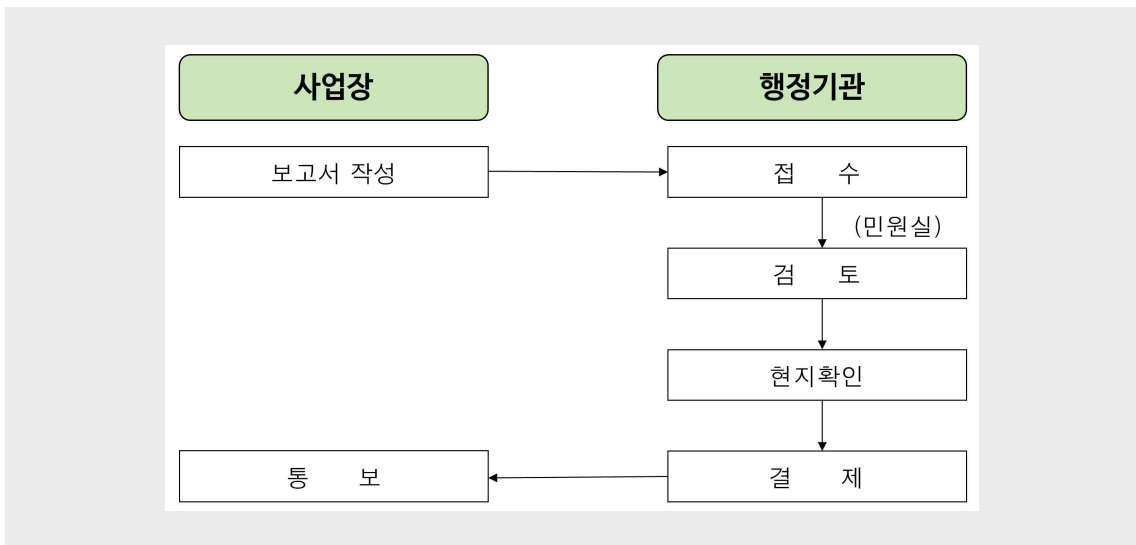 사업장 행정기관
보고서 작성 접 수
(민원실)
검 토
현지확인
통 보 결 제